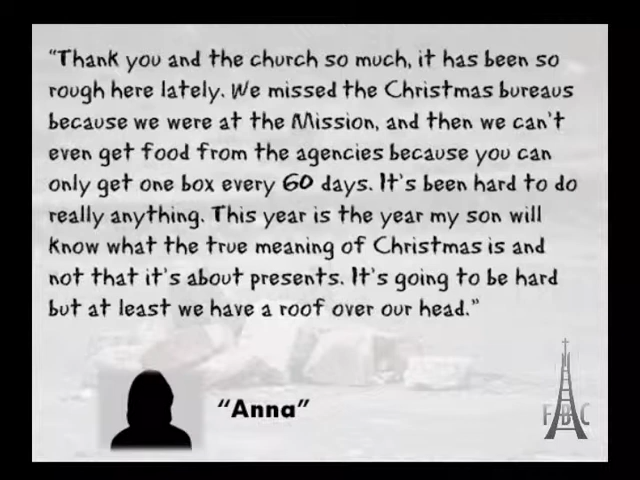 "Thank you and the church so much, it has been so
rough here lately. We missed the Christmas bureaus
because we were at the Mission, and then we can't
even get food from the agencies because you can
only get one box every 60 days. It's been hard to do
really anything. This year is the year my son will
know what the true meaning of Christmas is and
not that it's about presents. It's going to be hard
but at least we have a roof over our head."
"Anna"
FBC